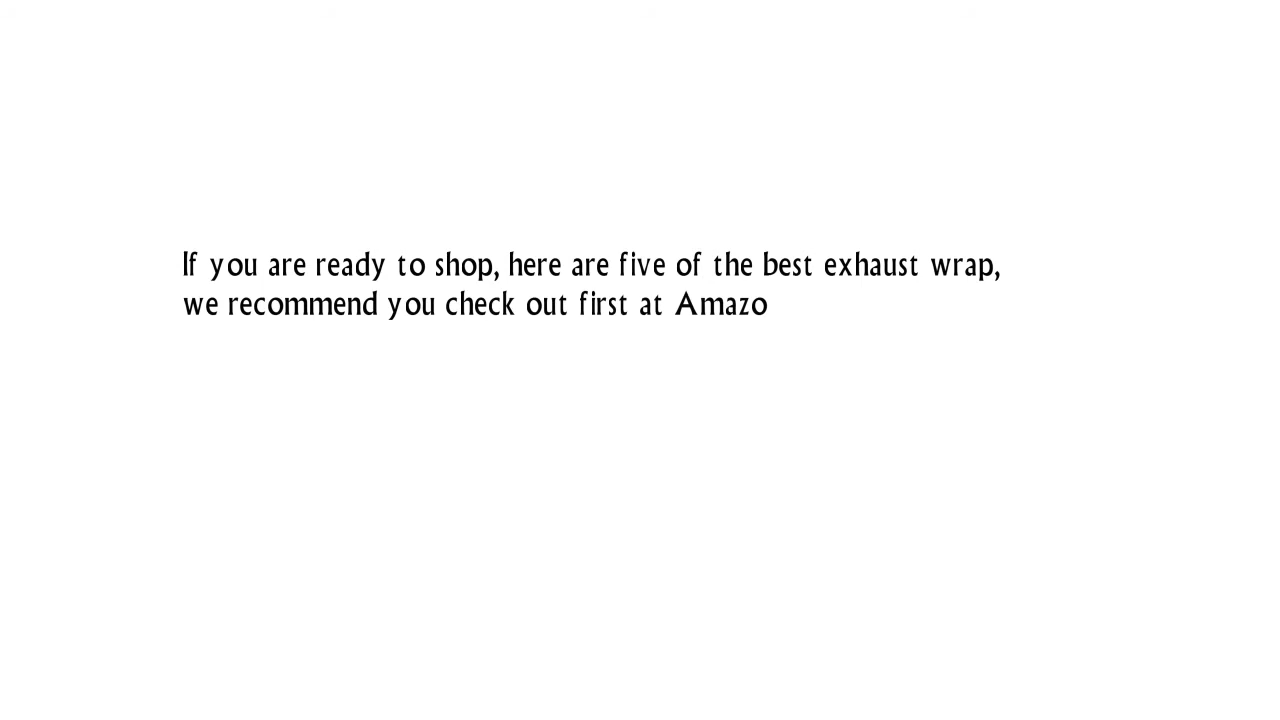 If you are ready to shop, here are five of the best exhaust wrap,
we recommend you check out first at Amazo